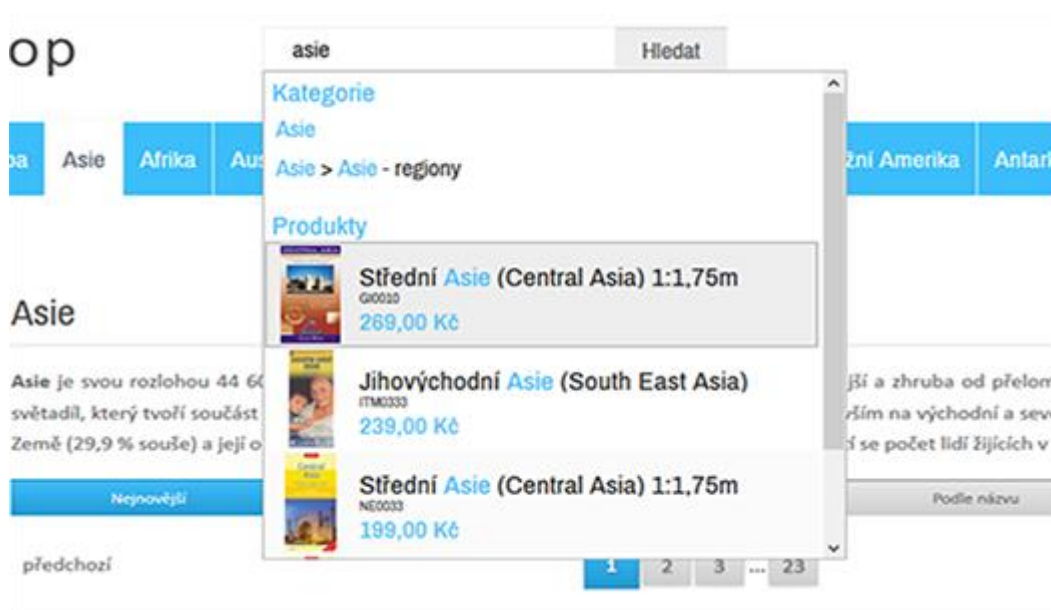 op
asie
Hledat
Kategorie
Asie
Asie > Asie - regiony
Produkty
Střední Asie (Central Asia) 1:1,75m
GI0010
269,00 Kč
Jihovýchodní Asie (South East Asia)
ITM0333
239,00 Kč
Střední Asie (Central Asia) 1:1,75m
NE0033
199,00 Kč
Asie Afrika Aus žní Amerika Antark
Asie
Asie je svou rozlohou 44 60 jší a zhruba od přelom
světadíl, který tvoří součást vším na východní a seve
Země (29,9 % souše) a její o í se počet lidí žijících v
Nejnovější
Podle názvu
předchozí
1 2 3 ... 23